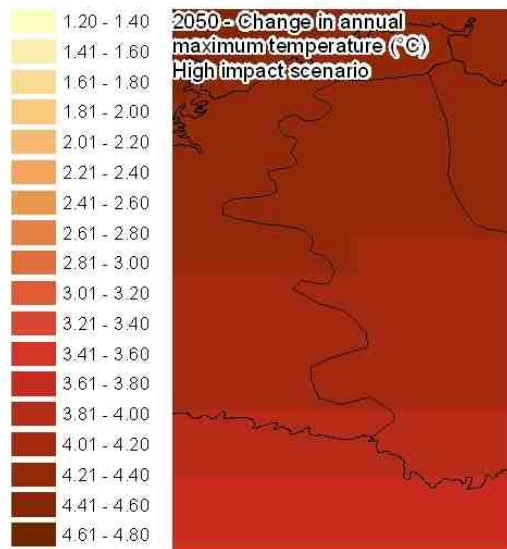 2050 - Change in annual
maximum temperature (°C)
High impact scenario
1.20 - 1.40
1.41 - 1.60
1.61 - 1.80
1.81 - 2.00
2.01 - 2.20
2.21 - 2.40
2.41 - 2.60
2.61 - 2.80
2.81 - 3.00
3.01 - 3.20
3.21 - 3.40
3.41 - 3.60
3.61 - 3.80
3.81 - 4.00
4.01 - 4.20
4.21 - 4.40
4.41 - 4.60
4.61 - 4.80